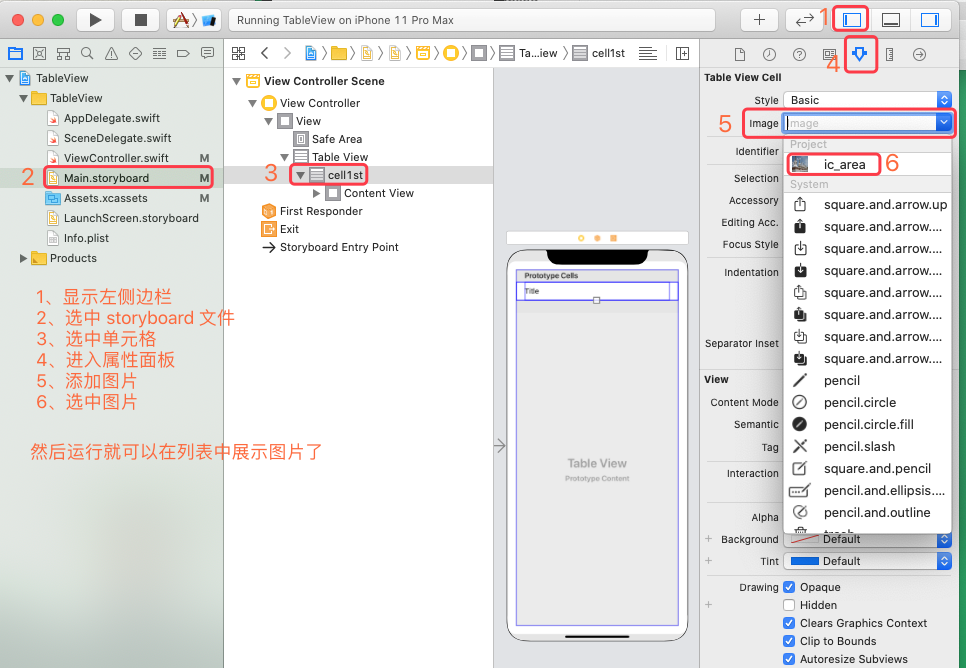 Running TableView on iPhone 11 Pro Max
1
Ta...iew
cell1st
4
TableView
TableView
AppDelegate.swift
SceneDelegate.swift
ViewController.swift M
2 Main.storyboard M
Assets.xcassets M
LaunchScreen.storyboard
Info.plist
Products
1、显示左侧边栏
2、选中 storyboard 文件
3、选中单元格
4、进入属性面板
5、添加图片
6、选中图片
然后运行就可以在列表中展示图片了
View Controller Scene
View Controller
View
Safe Area
Table View
3 cell1st
Content View
First Responder
Exit
Storyboard Entry Point
Prototype Cells
Title
Table View
Prototype Content
Table View Cell
Style Basic
5 Image Image
Project
Identifier
ic_area 6
Selection
System
Accessory
square.and.arrow.up
Editing Acc.
square.and.arrow....
Focus Style
square.and.arrow....
Indentation
square.and.arrow....
square.and.arrow....
square.and.arrow....
Separator Inset
square.and.arrow....
square.and.arrow....
View
pencil
Content Mode
pencil.circle
Semantic
pencil.circle.fill
Tag
pencil.slash
Interaction
square.and.pencil
pencil.and.ellipsis....
Alpha
pencil.and.outline
Background Default
Tint Default
Drawing Opaque
Hidden
Clears Graphics Context
Clip to Bounds
Autoresize Subviews